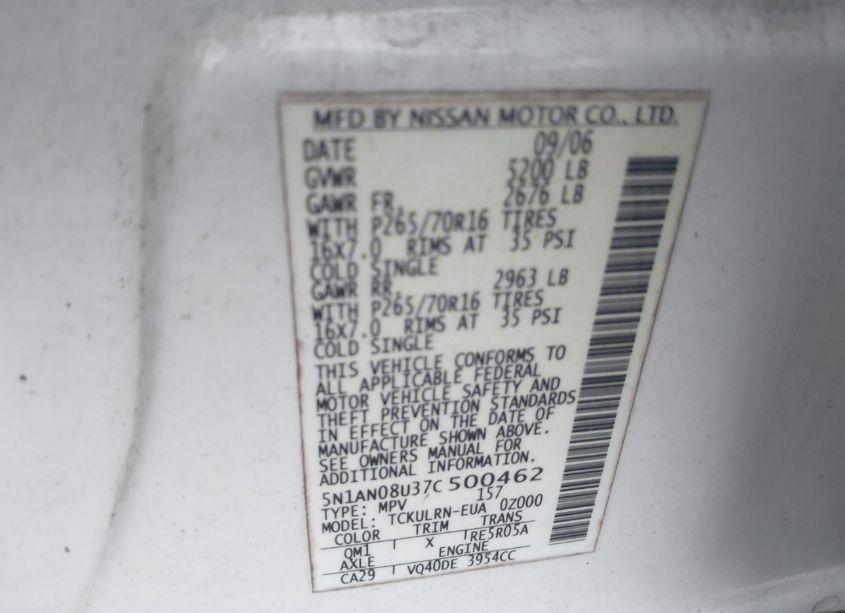 MFD BY NISSAN MOTOR CO., LTD.
DATE 09/06
GVWR 5200 LB
GAWR FR. 2676 LB
WITH P265/70R16 TIRES
16x7.0 RIMS AT 35 PSI
COLD SINGLE
GAWR RR. 2963 LB
WITH P265/70R16 TIRES
16x7.0 RIMS AT 35 PSI
COLD SINGLE
THIS VEHICLE CONFORMS TO
ALL APPLICABLE FEDERAL
MOTOR VEHICLE SAFETY AND
THEFT PREVENTION STANDARDS
IN EFFECT ON THE DATE OF
MANUFACTURE SHOWN ABOVE.
SEE OWNERS MANUAL FOR
ADDITIONAL INFORMATION.
5N1AN08U37C500462
TYPE: MPV 157
MODEL: TCKULRN-EUA 0Z000
COLOR TRIM TRANS
QM1 X RE5R05A
AXLE ENGINE
CA29 VQ40DE 3954CC